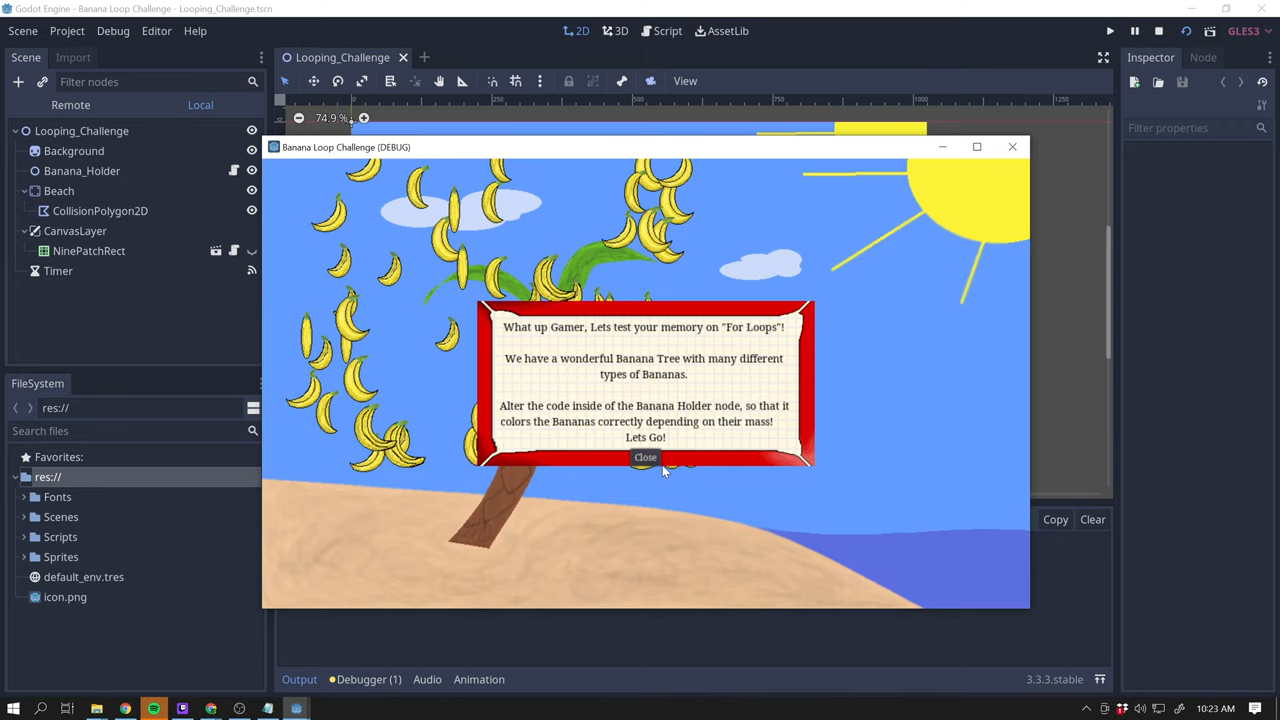 Godot Engine - Banana Loop Challenge - Looping_Challenge.tscn
Scene Project Debug Editor Help
2D 3D Script AssetLib
GLES3
Scene Import
Looping_Challenge
Inspector Node
Filter nodes
View
Remote Local
0 250 500 750 1000 1250
74.9 %
Filter properties
Looping_Challenge
Background
Banana_Holder
Beach
CollisionPolygon2D
CanvasLayer
NinePatchRect
Timer
Banana Loop Challenge (DEBUG)
What up Gamer, Lets test your memory on "For Loops"!
We have a wonderful Banana Tree with many different
types of Bananas.
Alter the code inside of the Banana Holder node, so that it
colors the Bananas correctly depending on their mass!
Lets Go!
Close
FileSystem
res://
Search files
Favorites:
res://
Fonts
Scenes
Scripts
Sprites
default_env.tres
icon.png
Copy Clear
Output Debugger (1) Audio Animation
3.3.3.stable
10:23 AM